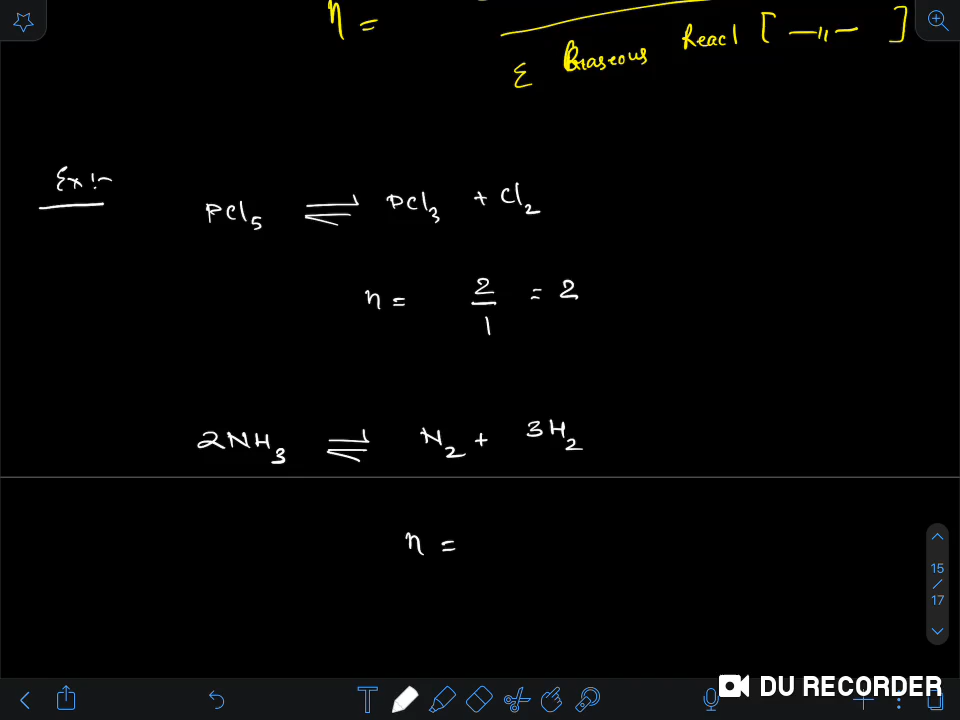 n =
Σ Gaseous React [ —〃— ]
Ex:-
PCl5 ⇌ PCl3 + Cl2
n = 2/1 = 2
2NH3 ⇌ N2 + 3H2
n =
15
/
17
T
DU RECORDER